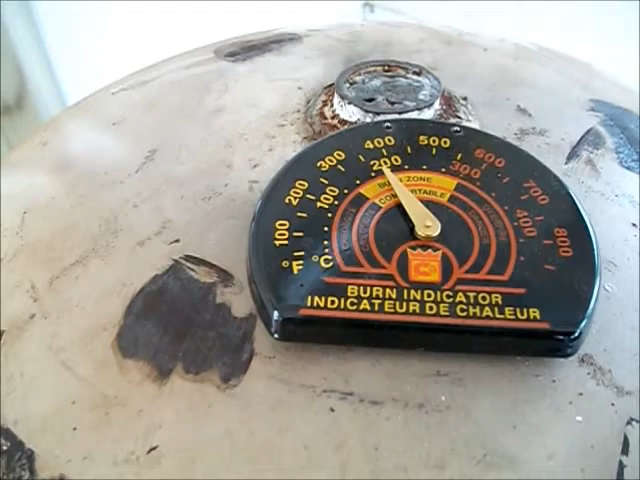 100 200 300 400 500 600 700 800
°F
100 200 300 400
°C
BURN ZONE
COMFORTABLE
BURN INDICATOR
INDICATEUR DE CHALEUR